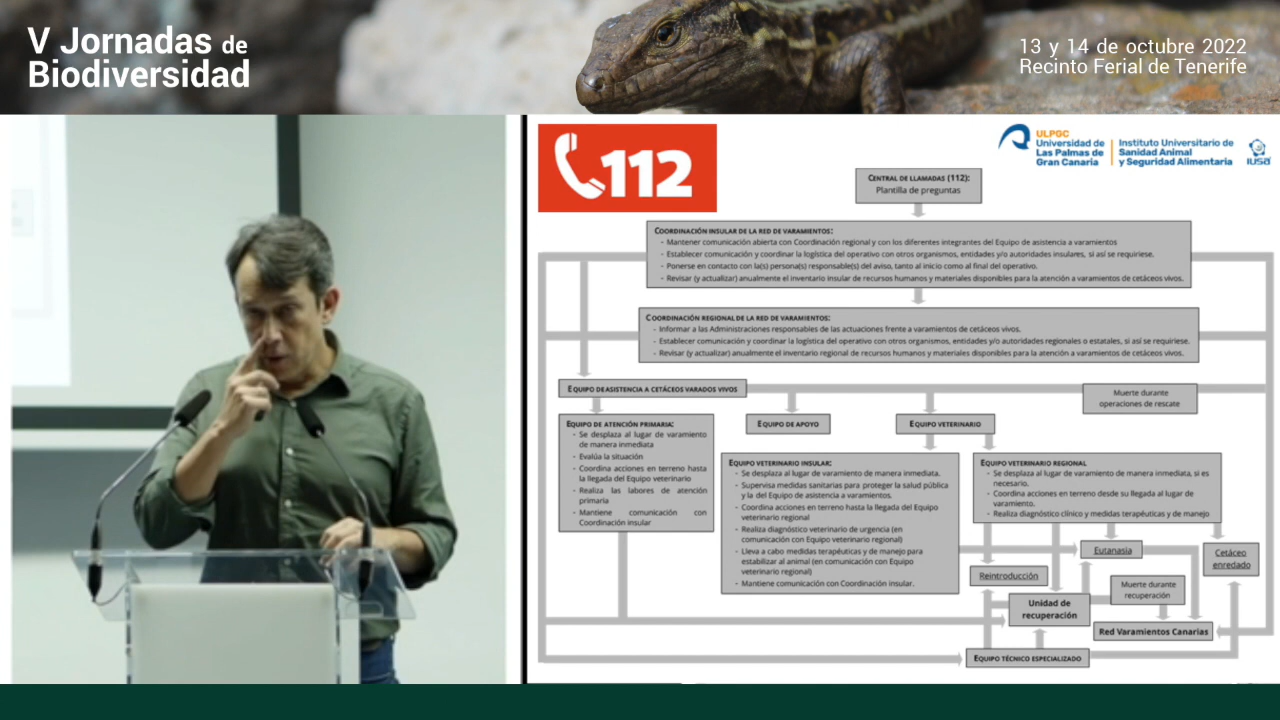 V Jornadas de
Biodiversidad
13 y 14 de octubre 2022
Recinto Ferial de Tenerife
112
ULPGC
Universidad de
Las Palmas de
Gran Canaria
Instituto Universitario de
Sanidad Animal
y Seguridad Alimentaria
IUSA
CENTRAL DE LLAMADAS (112):
Plantilla de preguntas
COORDINACIÓN INSULAR DE LA RED DE VARAMIENTOS:
- Mantener comunicación abierta con Coordinación regional y con los diferentes integrantes del Equipo de asistencia a varamientos
- Establecer comunicación y coordinar la logística del operativo con otros organismos, entidades y/o autoridades insulares, si así se requiriese.
- Ponerse en contacto con la(s) persona(s) responsable(s) del aviso, tanto al inicio como al final del operativo.
- Revisar (y actualizar) anualmente el inventario insular de recursos humanos y materiales disponibles para la atención a varamientos de cetáceos vivos.
COORDINACIÓN REGIONAL DE LA RED DE VARAMIENTOS:
- Informar a las Administraciones responsables de las actuaciones frente a varamientos de cetáceos vivos.
- Establecer comunicación y coordinar la logística del operativo con otros organismos, entidades y/o autoridades regionales o estatales, si así se requiriese.
- Revisar (y actualizar) anualmente el inventario regional de recursos humanos y materiales disponibles para la atención a varamientos de cetáceos vivos.
EQUIPO DE ASISTENCIA A CETÁCEOS VARADOS VIVOS
Muerte durante
operaciones de rescate
EQUIPO DE ATENCIÓN PRIMARIA:
- Se desplaza al lugar de varamiento
de manera inmediata
- Evalúa la situación
- Coordina acciones en terreno hasta
la llegada del Equipo veterinario
- Realiza las labores de atención
primaria
- Mantiene comunicación con
Coordinación insular
EQUIPO DE APOYO
EQUIPO VETERINARIO
EQUIPO VETERINARIO INSULAR:
- Se desplaza al lugar de varamiento de manera inmediata.
- Supervisa medidas sanitarias para proteger la salud pública
y la del Equipo de asistencia a varamientos.
- Coordina acciones en terreno hasta la llegada del Equipo
veterinario regional
- Realiza diagnóstico veterinario de urgencia (en
comunicación con Equipo veterinario regional)
- Lleva a cabo medidas terapéuticas y de manejo para
estabilizar al animal (en comunicación con Equipo
veterinario regional)
- Mantiene comunicación con Coordinación insular.
EQUIPO VETERINARIO REGIONAL
- Se desplaza al lugar de varamiento de manera inmediata, si es
necesario.
- Coordina acciones en terreno desde su llegada al lugar de
varamiento.
- Realiza diagnóstico clínico y medidas terapéuticas y de manejo
Eutanasia
Cetáceo
enredado
Reintroducción
Muerte durante
recuperación
Unidad de
recuperación
Red Varamientos Canarias
EQUIPO TÉCNICO ESPECIALIZADO